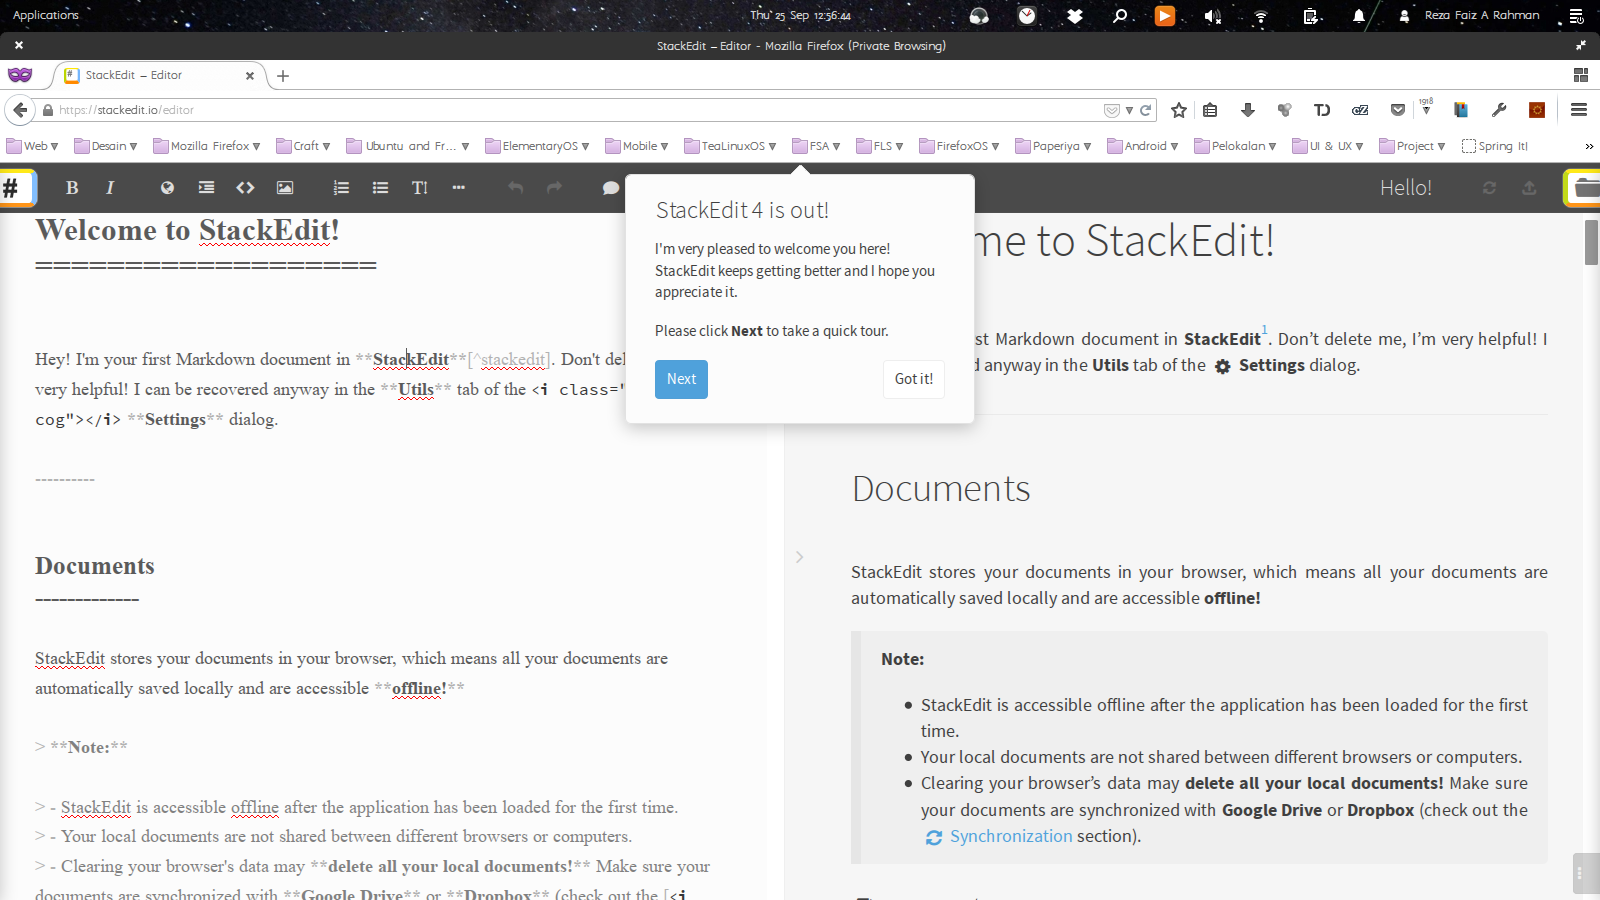 Applications
Thu 25 Sep 12:56:44
Reza Faiz A Rahman
StackEdit – Editor - Mozilla Firefox (Private Browsing)
StackEdit – Editor
https://stackedit.io/editor
1918
Web
Desain
Mozilla Firefox
Craft
Ubuntu and Fr...
ElementaryOS
Mobile
TeaLinuxOS
FSA
FLS
FirefoxOS
Paperiya
Android
Pelokalan
UI & UX
Project
Spring It!
Hello!
StackEdit 4 is out!
I'm very pleased to welcome you here!
StackEdit keeps getting better and I hope you
appreciate it.
Please click Next to take a quick tour.
Next
Got it!
Welcome to StackEdit!
===================
Hey! I'm your first Markdown document in **StackEdit**[^stackedit]. Don't del
very helpful! I can be recovered anyway in the **Utils** tab of the <i class="
cog"></i> **Settings** dialog.
----------
Documents
-------------
StackEdit stores your documents in your browser, which means all your documents are
automatically saved locally and are accessible **offline!**
> **Note:**
> - StackEdit is accessible offline after the application has been loaded for the first time.
> - Your local documents are not shared between different browsers or computers.
> - Clearing your browser's data may **delete all your local documents!** Make sure your
documents are synchronized with **Google Drive** or **Dropbox** (check out the [<i
me to StackEdit!
st Markdown document in StackEdit1. Don’t delete me, I’m very helpful! I
d anyway in the Utils tab of the Settings dialog.
Documents
StackEdit stores your documents in your browser, which means all your documents are
automatically saved locally and are accessible offline!
Note:
• StackEdit is accessible offline after the application has been loaded for the first
time.
• Your local documents are not shared between different browsers or computers.
• Clearing your browser’s data may delete all your local documents! Make sure
your documents are synchronized with Google Drive or Dropbox (check out the
Synchronization section).